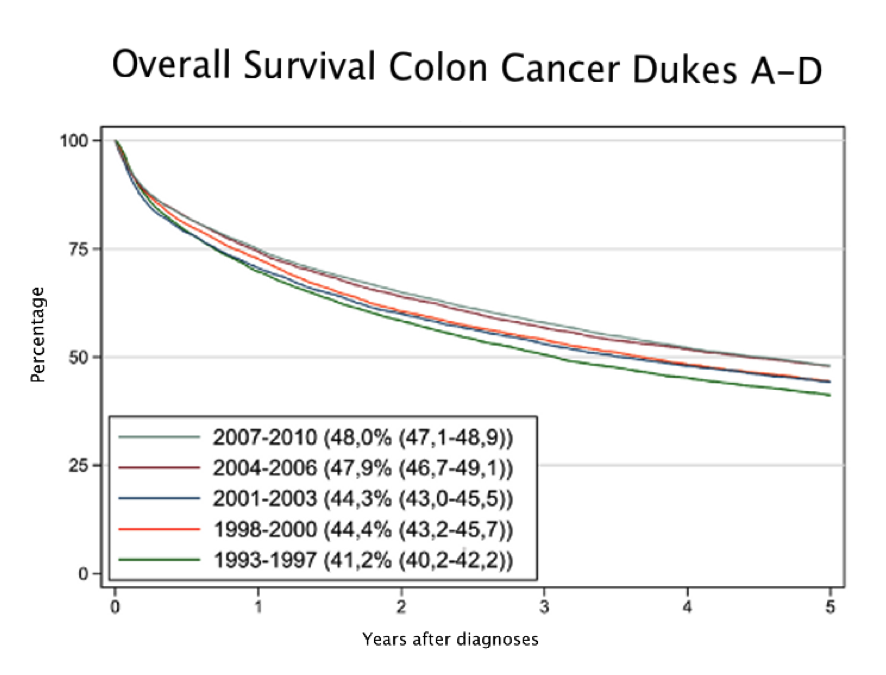 Overall Survival Colon Cancer Dukes A-D
100
75
50
25
0
Percentage
2007-2010 (48,0% (47,1-48,9))
2004-2006 (47,9% (46,7-49,1))
2001-2003 (44,3% (43,0-45,5))
1998-2000 (44,4% (43,2-45,7))
1993-1997 (41,2% (40,2-42,2))
0 1 2 3 4 5
Years after diagnoses